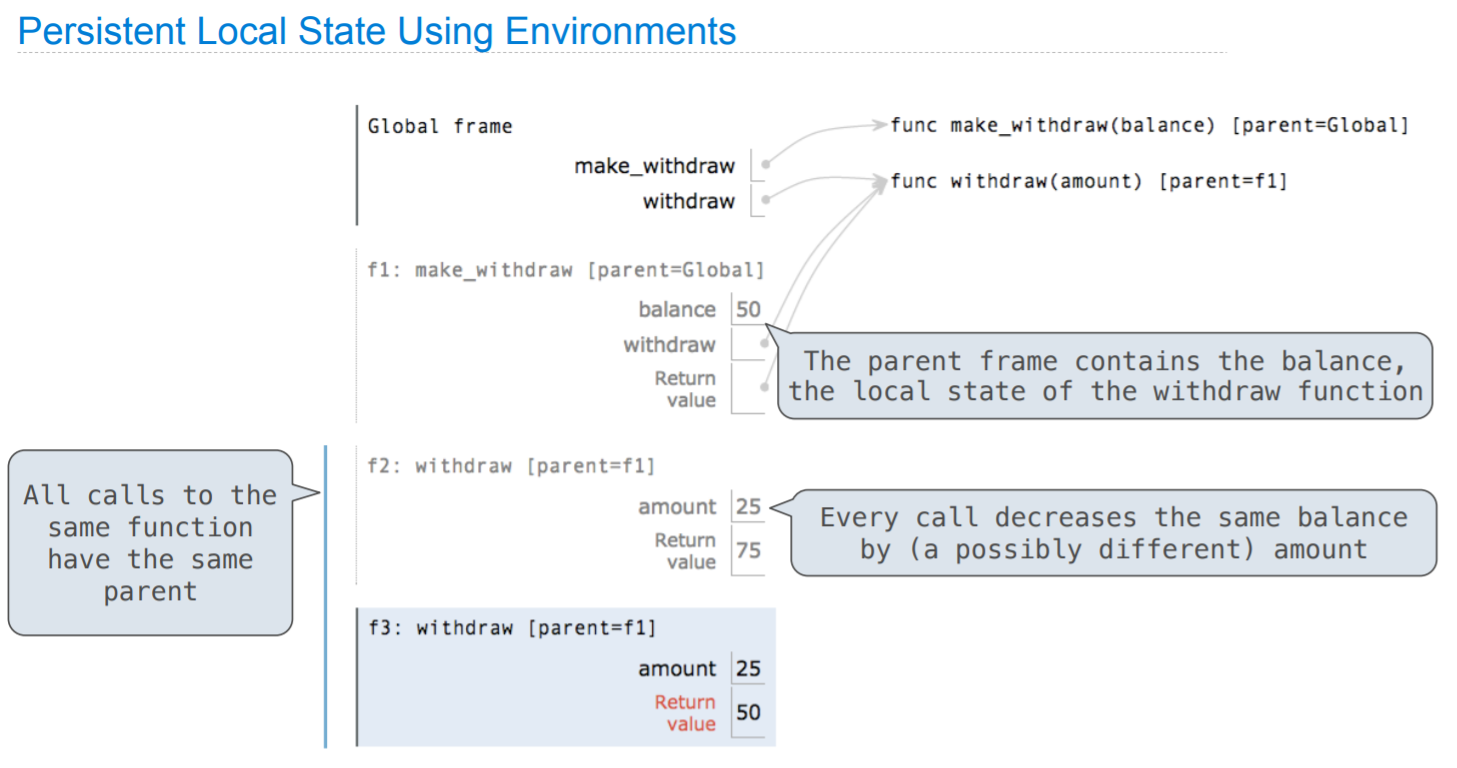 Persistent Local State Using Environments
Global frame
make_withdraw
withdraw
func make_withdraw(balance) [parent=Global]
func withdraw(amount) [parent=f1]
f1: make_withdraw [parent=Global]
balance 50
withdraw
Return
value
The parent frame contains the balance,
the local state of the withdraw function
All calls to the
same function
have the same
parent
f2: withdraw [parent=f1]
amount 25
Return
value 75
Every call decreases the same balance
by (a possibly different) amount
f3: withdraw [parent=f1]
amount 25
Return
value 50